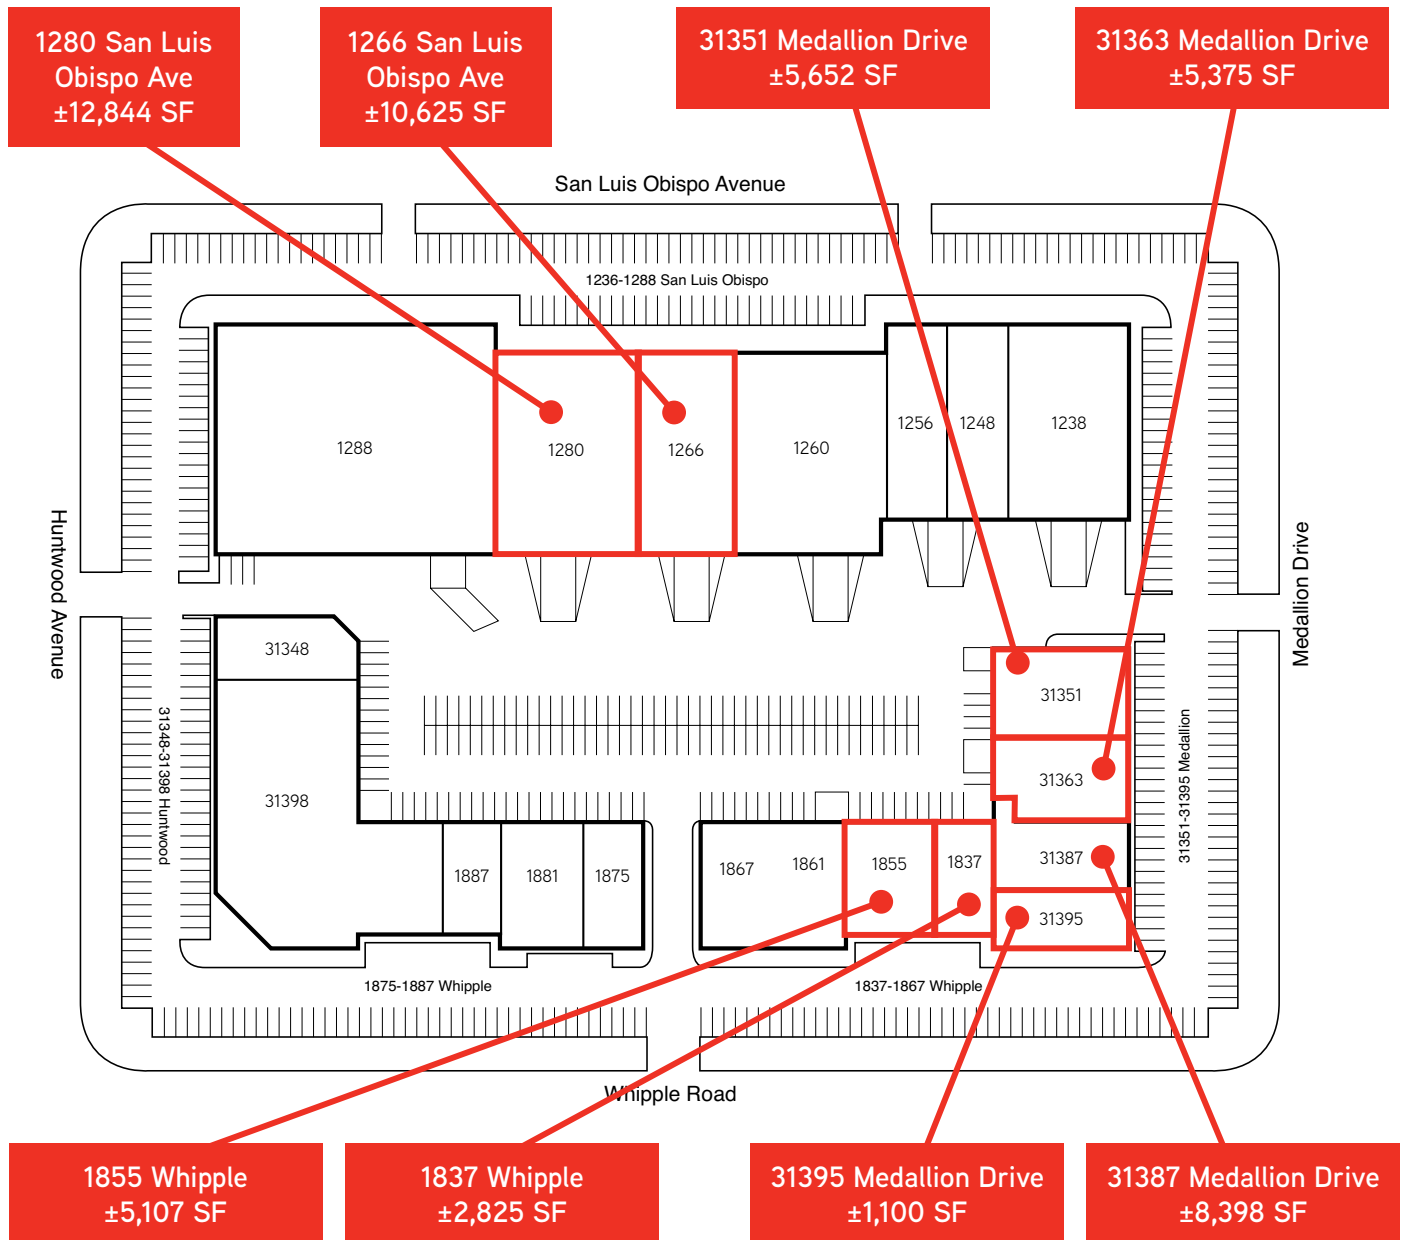 1280 San Luis
Obispo Ave
±12,844 SF
1266 San Luis
Obispo Ave
±10,625 SF
31351 Medallion Drive
±5,652 SF
31363 Medallion Drive
±5,375 SF
San Luis Obispo Avenue
1236-1288 San Luis Obispo
1288
1280
1266
1260
1256
1248
1238
Huntwood Avenue
Medallion Drive
31348
31398
31348-31398 Huntwood
31351
31363
31387
31395
31351-31395 Medallion
1887
1881
1875
1867
1861
1855
1837
1875-1887 Whipple
1837-1867 Whipple
Whipple Road
1855 Whipple
±5,107 SF
1837 Whipple
±2,825 SF
31395 Medallion Drive
±1,100 SF
31387 Medallion Drive
±8,398 SF